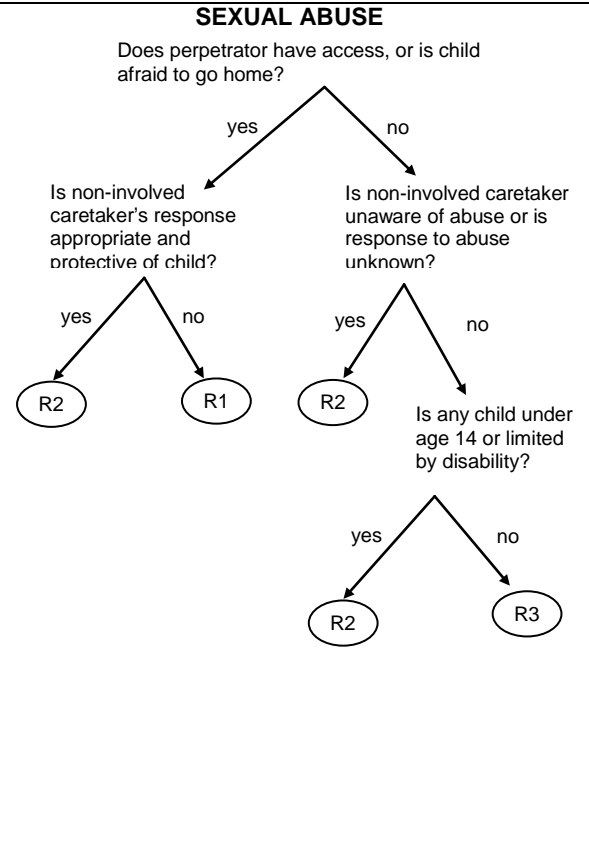 SEXUAL ABUSE
Does perpetrator have access, or is child
afraid to go home?
yes
no
Is non-involved
caretaker's response
appropriate and
protective of child?
Is non-involved caretaker
unaware of abuse or is
response to abuse
unknown?
yes
no
yes
no
R2
R1
R2
Is any child under
age 14 or limited
by disability?
yes
no
R2
R3